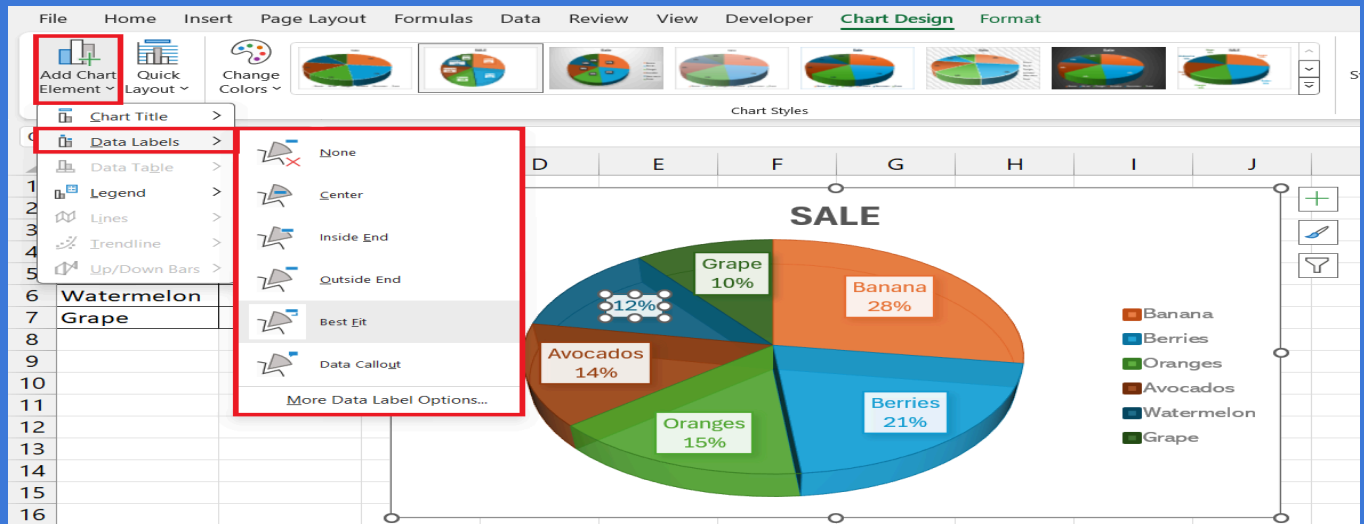 File Home Insert Page Layout Formulas Data Review View Developer Chart Design Format
Add Chart Element
Quick Layout
Change Colors
Chart Styles
Chart Title >
Data Labels >
Data Table >
Legend >
Lines >
Trendline >
Up/Down Bars >
None
Center
Inside End
Outside End
Best Fit
Data Callout
More Data Label Options...
D E F G H I J
1
2
3
4
5
6 Watermelon
7 Grape
8
9
10
11
12
13
14
15
16
SALE
Grape
10%
Banana
28%
12%
Avocados
14%
Berries
21%
Oranges
15%
Banana
Berries
Oranges
Avocados
Watermelon
Grape